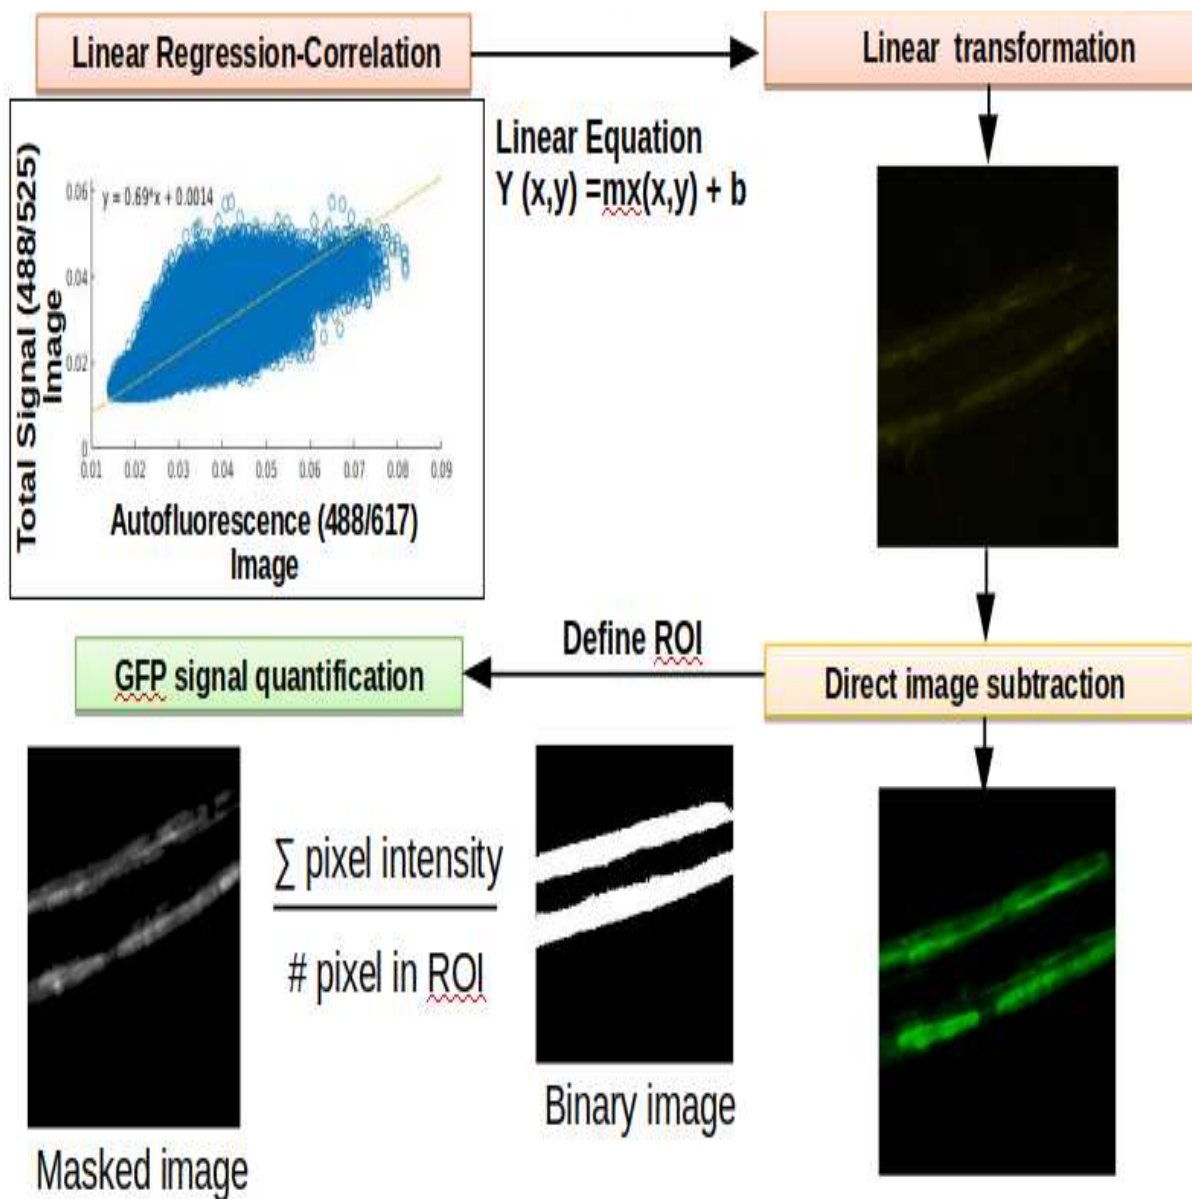 Linear Regression-Correlation
Linear transformation
Linear Equation
Y (x,y) =mx(x,y) + b
Total Signal (488/525)
Image
y = 0.69*x + 0.0014
0.06
0.04
0.02
0
0.01 0.02 0.03 0.04 0.05 0.06 0.07 0.08 0.09
Autofluorescence (488/617)
Image
Define ROI
GFP signal quantification
Direct image subtraction
∑ pixel intensity
# pixel in ROI
Binary image
Masked image